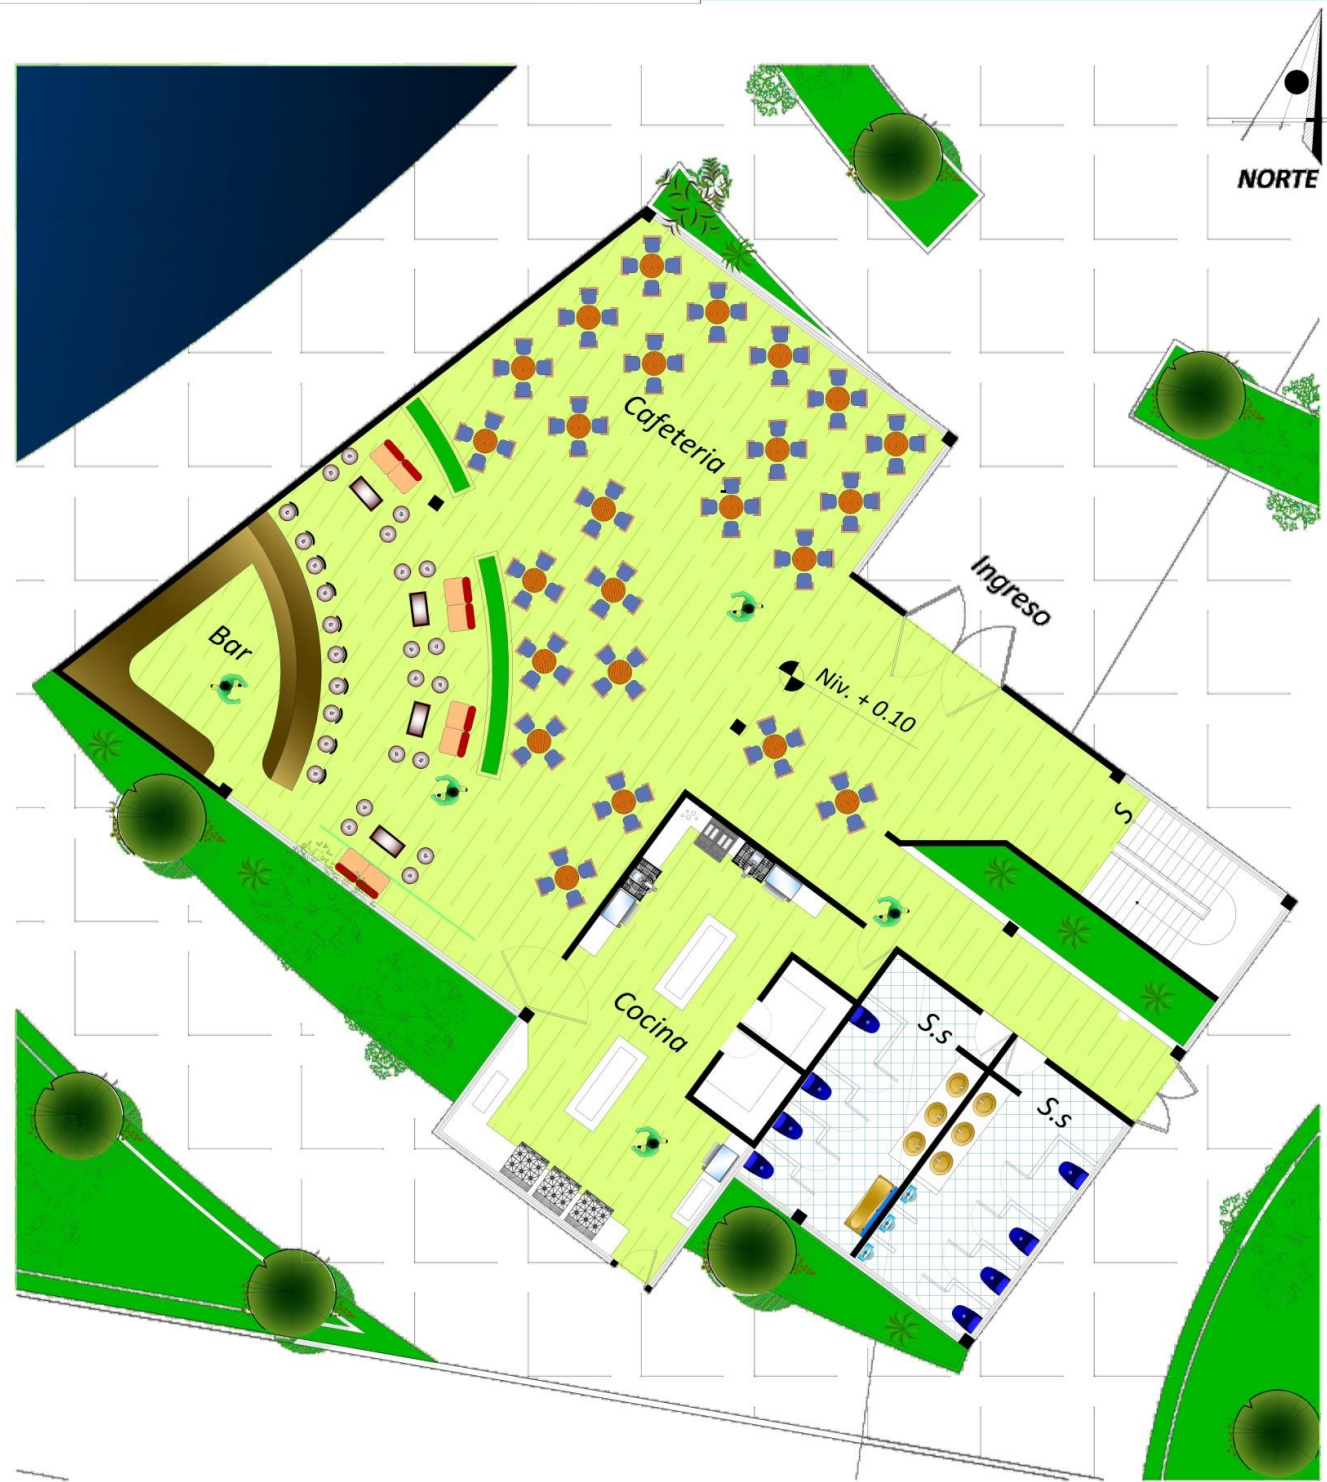 NORTE
Cafeteria
Ingreso
Bar
Niv. + 0.10
S
Cocina
S.s
S.s